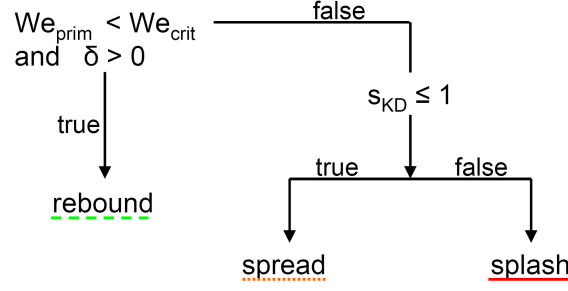 false
We_prim < We_crit
and δ > 0
s_KD ≤ 1
true
true false
rebound
spread splash